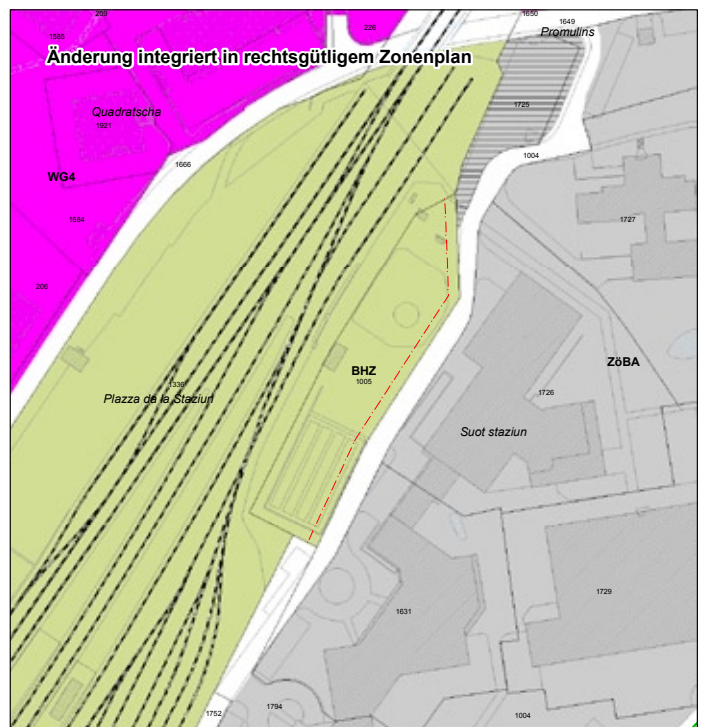 209
1585
226
1650
1649
Promulins
Änderung integriert in rechtsgütligem Zonenplan
Quadratscha
1921
1725
1666
1004
WG4
1584
1727
206
BHZ
1005
ZöBA
1336
Plazza da la Staziun
1726
Suot staziun
1729
1631
1752
1794
1004